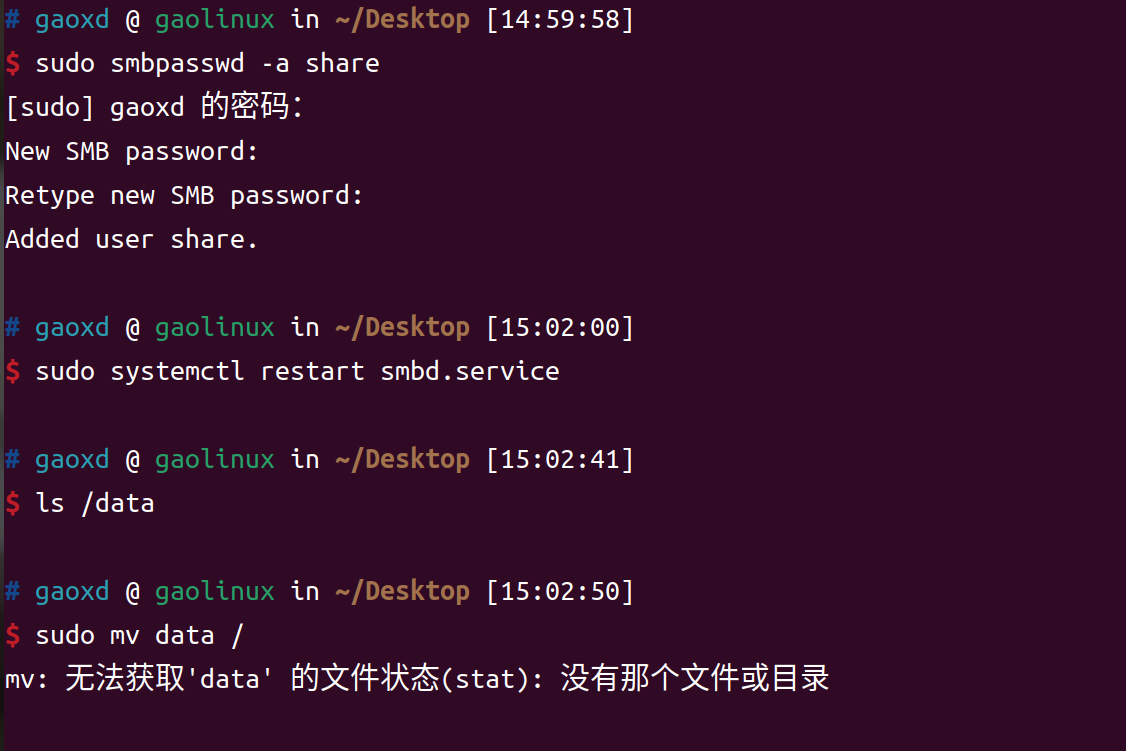 # gaoxd @ gaolinux in ~/Desktop [14:59:58]
$ sudo smbpasswd -a share
[sudo] gaoxd 的密码：
New SMB password:
Retype new SMB password:
Added user share.
# gaoxd @ gaolinux in ~/Desktop [15:02:00]
$ sudo systemctl restart smbd.service
# gaoxd @ gaolinux in ~/Desktop [15:02:41]
$ ls /data
# gaoxd @ gaolinux in ~/Desktop [15:02:50]
$ sudo mv data /
mv: 无法获取'data' 的文件状态(stat): 没有那个文件或目录